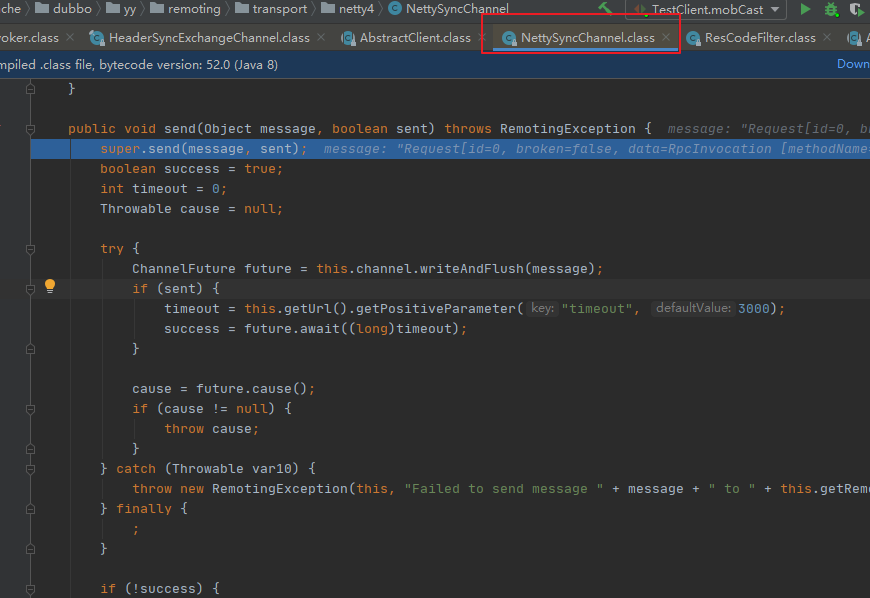 che dubbo yy remoting transport netty4 NettySyncChannel TestClient.mobCast
oker.class HeaderSyncExchangeChannel.class AbstractClient.class NettySyncChannel.class ResCodeFilter.class A
mpiled .class file, bytecode version: 52.0 (Java 8) Down
}
public void send(Object message, boolean sent) throws RemotingException { message: "Request[id=0, br
super.send(message, sent); message: "Request[id=0, broken=false, data=RpcInvocation [methodName=
boolean success = true;
int timeout = 0;
Throwable cause = null;
try {
ChannelFuture future = this.channel.writeAndFlush(message);
if (sent) {
timeout = this.getUrl().getPositiveParameter( key: "timeout", defaultValue: 3000);
success = future.await((long)timeout);
}
cause = future.cause();
if (cause != null) {
throw cause;
}
} catch (Throwable var10) {
throw new RemotingException(this, "Failed to send message " + message + " to " + this.getRemo
} finally {
;
}
if (!success) {